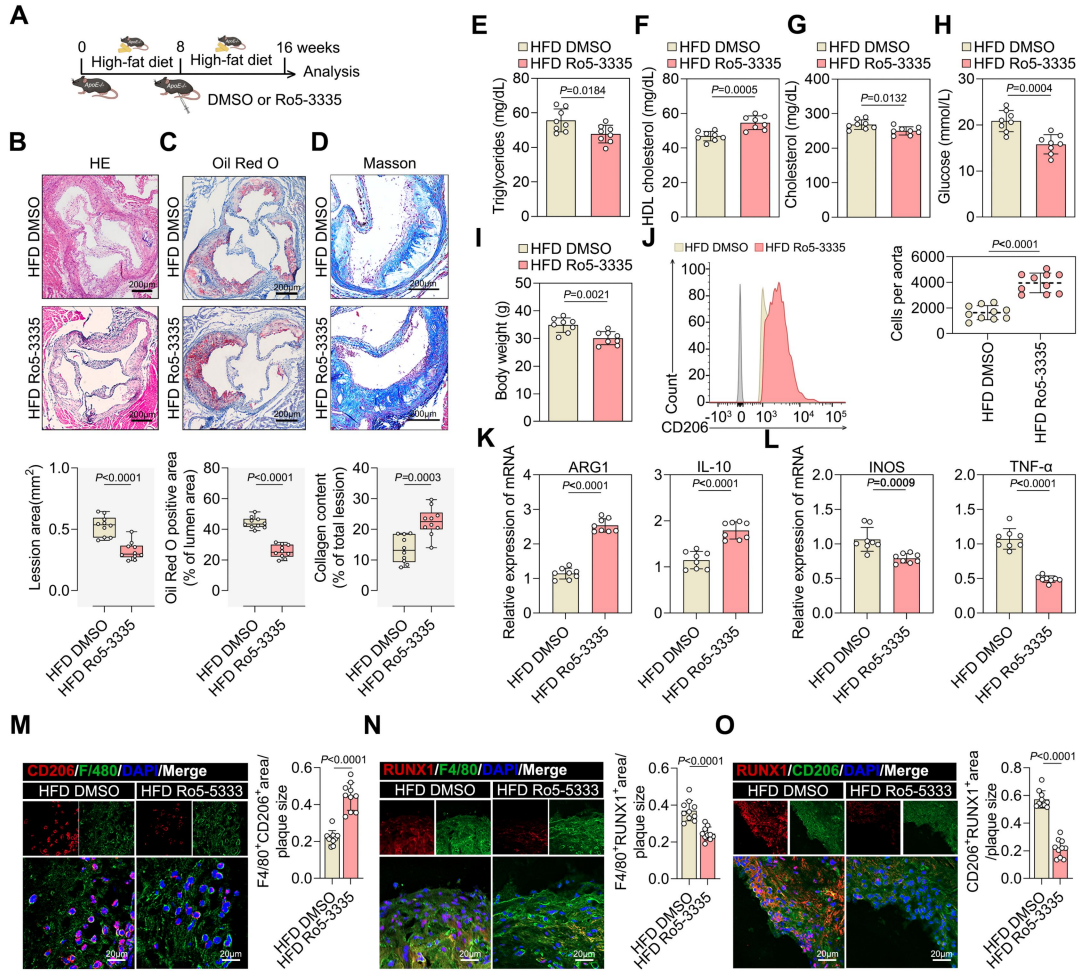 A
0 8 16 weeks
High-fat diet High-fat diet
Analysis
ApoE-/- ApoE-/-
DMSO or Ro5-3335
B
HE
HFD DMSO
200μm
HFD Ro5-3335
200μm
Lession area(mm²)
1.0
0.5
0.0
P<0.0001
HFD DMSO
HFD Ro5-3335
C
Oil Red O
HFD DMSO
200μm
HFD Ro5-3335
200μm
Oil Red O positive area
(% of lumen area)
80
60
40
20
0
P<0.0001
HFD DMSO
HFD Ro5-3335
D
Masson
HFD DMSO
200μm
HFD Ro5-3335
200μm
Collagen content
(% of total lession)
40
30
20
10
0
P=0.0003
HFD DMSO
HFD Ro5-3335
E
HFD DMSO
HFD Ro5-3335
Triglycerides (mg/dL)
80
60
40
20
0
P=0.0184
F
HFD DMSO
HFD Ro5-3335
HDL cholesterol (mg/dL)
80
60
40
20
0
P=0.0005
G
HFD DMSO
HFD Ro5-3335
Cholesterol (mg/dL)
400
300
200
100
0
P=0.0132
H
HFD DMSO
HFD Ro5-3335
Glucose (mmol/L)
30
20
10
0
P=0.0004
I
HFD DMSO
HFD Ro5-3335
Body weight (g)
50
40
30
20
10
0
P=0.0021
J
HFD DMSO HFD Ro5-3335
Count
100
80
60
40
20
0
-10³ 10³ 10⁴ 10⁵
CD206
Cells per aorta
6000
4000
2000
0
P<0.0001
HFD DMSO
HFD Ro5-3335
K
Relative expression of mRNA
ARG1
4
3
2
1
0
P<0.0001
HFD DMSO
HFD Ro5-3335
IL-10
2.6
1.3
0.0
P<0.0001
HFD DMSO
HFD Ro5-3335
L
Relative expression of mRNA
INOS
2.0
1.5
1.0
0.5
0.0
P=0.0009
HFD DMSO
HFD Ro5-3335
TNF-α
2.0
1.5
1.0
0.5
0.0
P<0.0001
HFD DMSO
HFD Ro5-3335
M
CD206/F/480/DAPI/Merge
HFD DMSO HFD Ro5-5333
20μm 20μm
F4/80⁺CD206⁺area/
plaque size
0.6
0.4
0.2
0.0
P<0.0001
HFD DMSO
HFD Ro5-3335
N
RUNX1/F4/80/DAPI/Merge
HFD DMSO HFD Ro5-5333
20μm 20μm
F4/80⁺RUNX1⁺area/
plaque size
0.6
0.4
0.2
0.0
P<0.0001
HFD DMSO
HFD Ro5-3335
O
RUNX1/CD206/DAPI/Merge
HFD DMSO HFD Ro5-5333
20μm 20μm
CD206⁺RUNX1⁺area
/plaque size
0.8
0.6
0.4
0.2
0.0
P<0.0001
HFD DMSO
HFD Ro5-3335